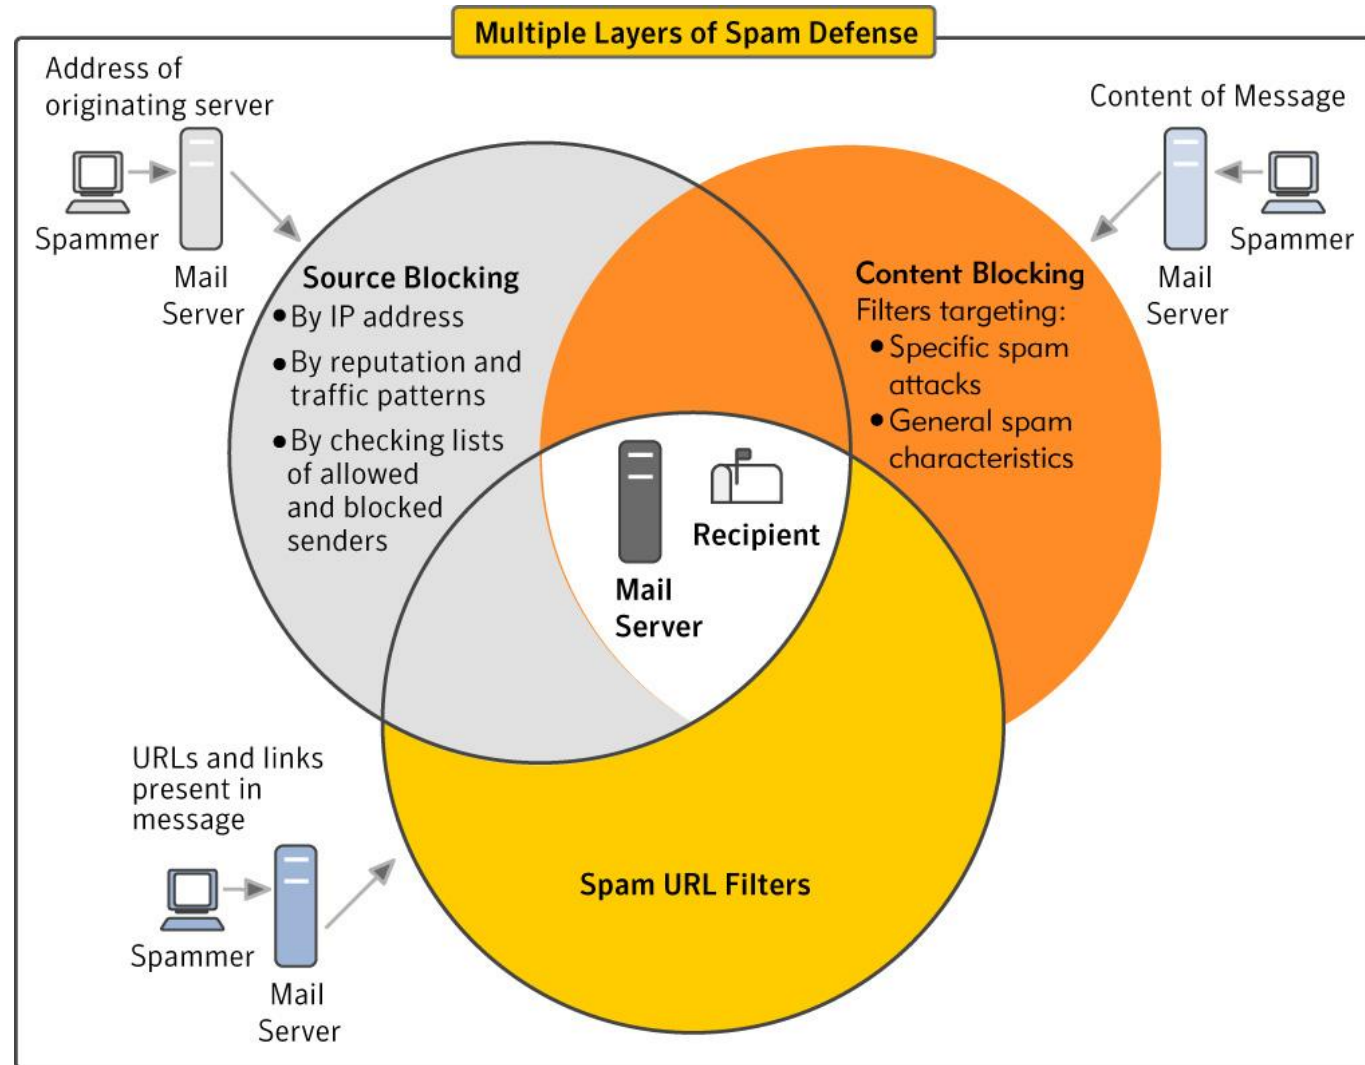 Multiple Layers of Spam Defense
Address of
originating server
Spammer
Mail
Server
Content of Message
Mail
Server
Spammer
Source Blocking
• By IP address
• By reputation and
traffic patterns
• By checking lists
of allowed
and blocked
senders
Content Blocking
Filters targeting:
• Specific spam
attacks
• General spam
characteristics
Recipient
Mail
Server
URLs and links
present in
message
Spammer
Mail
Server
Spam URL Filters